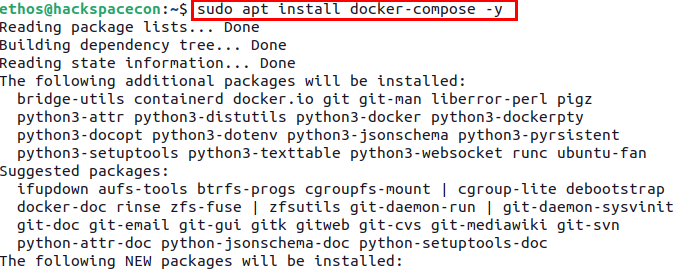 ethos@hackspacecon:~$ sudo apt install docker-compose -y
Reading package lists... Done
Building dependency tree... Done
Reading state information... Done
The following additional packages will be installed:
  bridge-utils containerd docker.io git git-man liberror-perl pigz
  python3-attr python3-distutils python3-docker python3-dockerpty
  python3-docopt python3-dotenv python3-jsonschema python3-pyrsistent
  python3-setuptools python3-texttable python3-websocket runc ubuntu-fan
Suggested packages:
  ifupdown aufs-tools btrfs-progs cgroupfs-mount | cgroup-lite debootstrap
  docker-doc rinse zfs-fuse | zfsutils git-daemon-run | git-daemon-sysvinit
  git-doc git-email git-gui gitk gitweb git-cvs git-mediawiki git-svn
  python-attr-doc python-jsonschema-doc python-setuptools-doc
The following NEW packages will be installed: